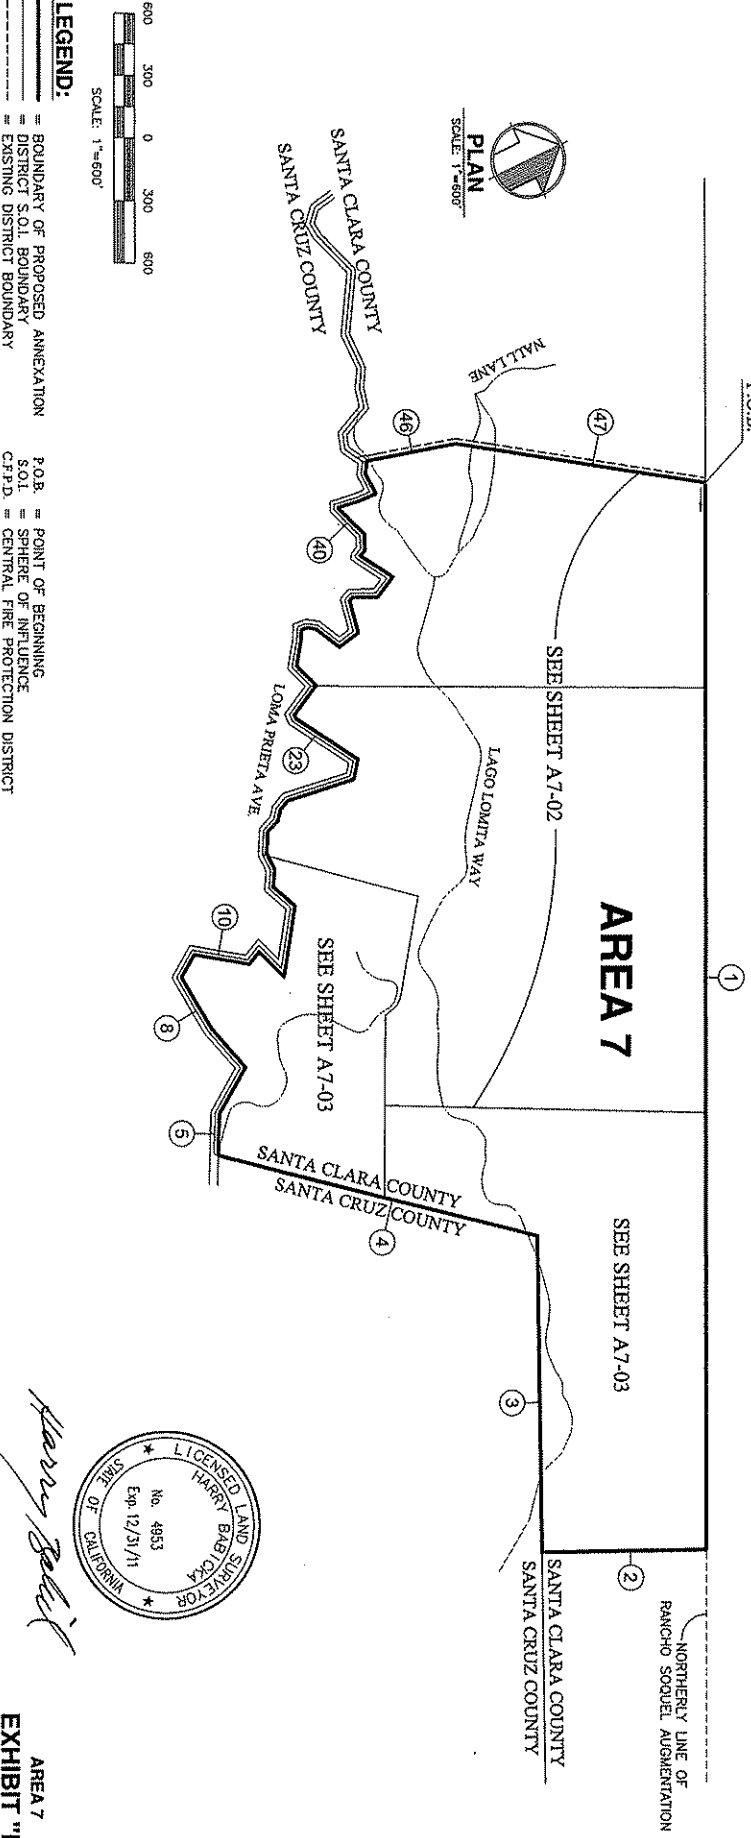 PLAN
SCALE: 1"=600'
SANTA CLARA COUNTY
SANTA CRUZ COUNTY
NALL LANE
46
47
SEE SHEET A7-02
AREA 7
1
40
23
LOMA PRIETA AVE.
LAGO LOMITA WAY
10
8
5
SEE SHEET A7-03
SANTA CLARA COUNTY
SANTA CRUZ COUNTY
4
SEE SHEET A7-03
3
2
NORTHERLY LINE OF
RANCHO SOQUEL AUGMENTATION
SANTA CLARA COUNTY
SANTA CRUZ COUNTY
600 300 0 300 600
SCALE: 1"=600'
LEGEND:
= BOUNDARY OF PROPOSED ANNEXATION
= DISTRICT S.O.I. BOUNDARY
= EXISTING DISTRICT BOUNDARY
P.O.B. = POINT OF BEGINNING
S.O.I. = SPHERE OF INFLUENCE
C.F.P.D. = CENTRAL FIRE PROTECTION DISTRICT
LICENSED LAND SURVEYOR
HARRY BABICKA
No. 4953
Exp. 12/31/11
STATE OF CALIFORNIA
AREA 7
EXHIBIT